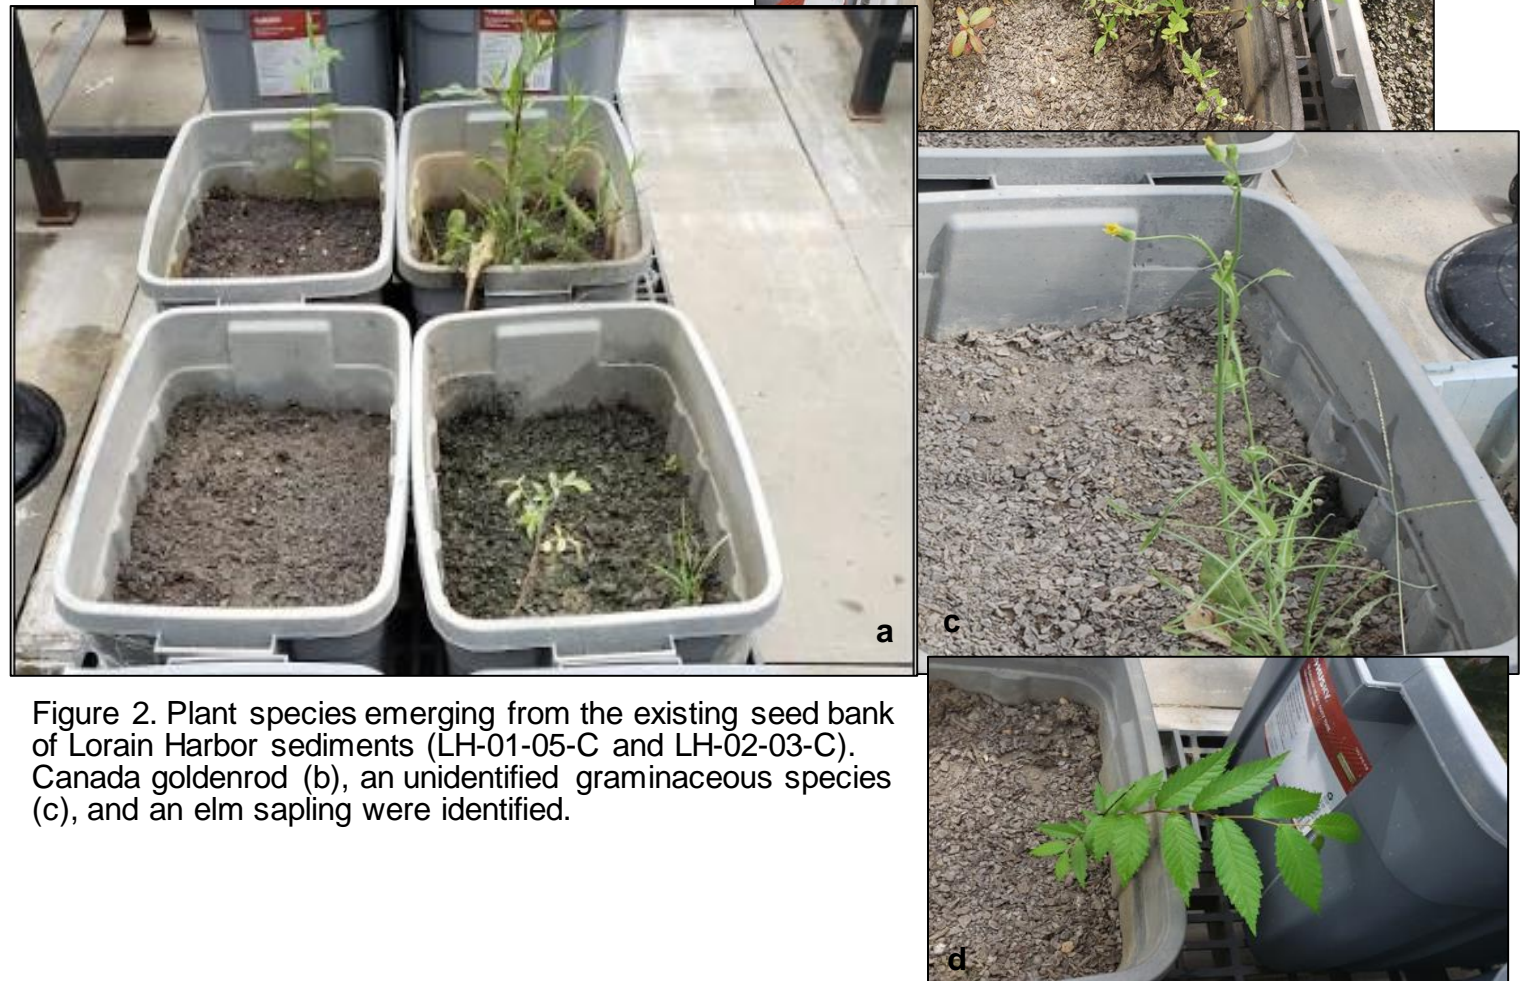 a
c
d
Figure 2. Plant species emerging from the existing seed bank
of Lorain Harbor sediments (LH-01-05-C and LH-02-03-C).
Canada goldenrod (b), an unidentified graminaceous species
(c), and an elm sapling were identified.